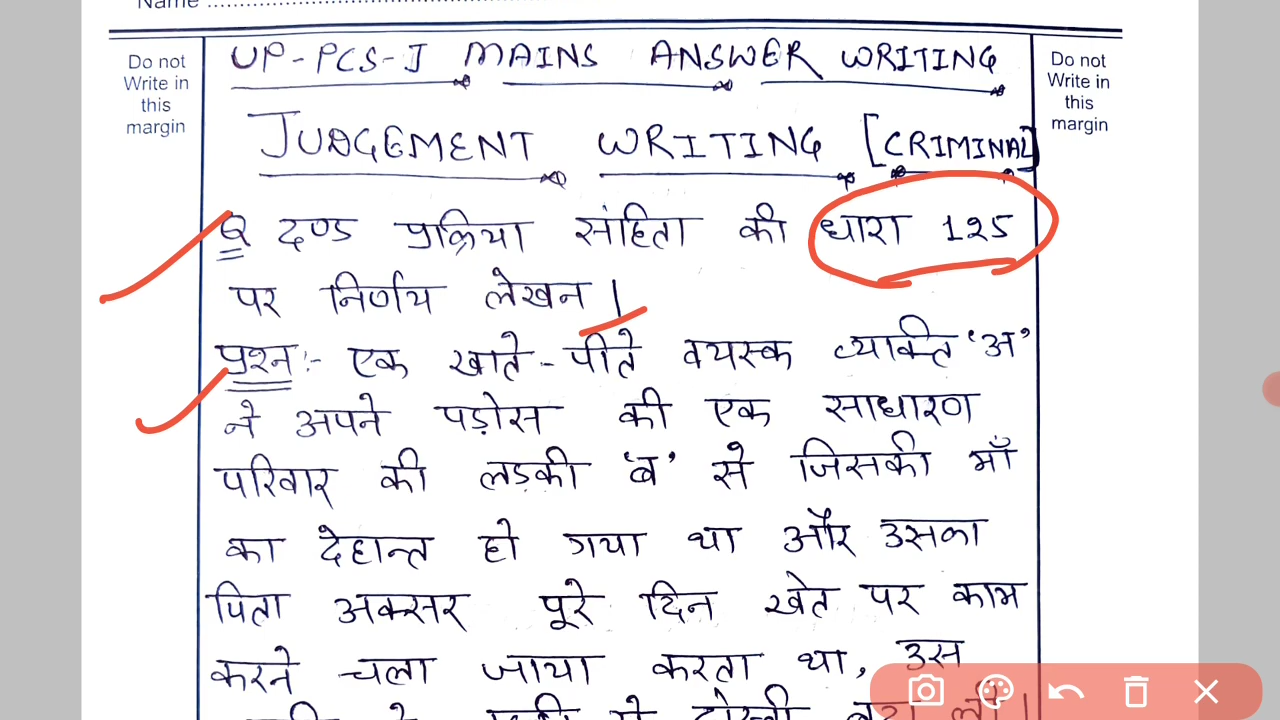 Name
Do not
Write in
this
margin
UP-PCS-J MAINS ANSWER WRITING
JUDGEMENT WRITING [CRIMINAL]
Q दण्ड प्रक्रिया संहिता की धारा 125
पर निर्णय लेखन।
प्रश्न:- एक खाते-पीते वयस्क व्यक्ति 'अ'
ने अपने पड़ोस की एक साधारण
परिवार की लड़की 'ब' से जिसकी माँ
का देहान्त हो गया था और उसका
पिता अक्सर पूरे दिन खेत पर काम
करने चला जाया करता था, उस
Do not
Write in
this
margin